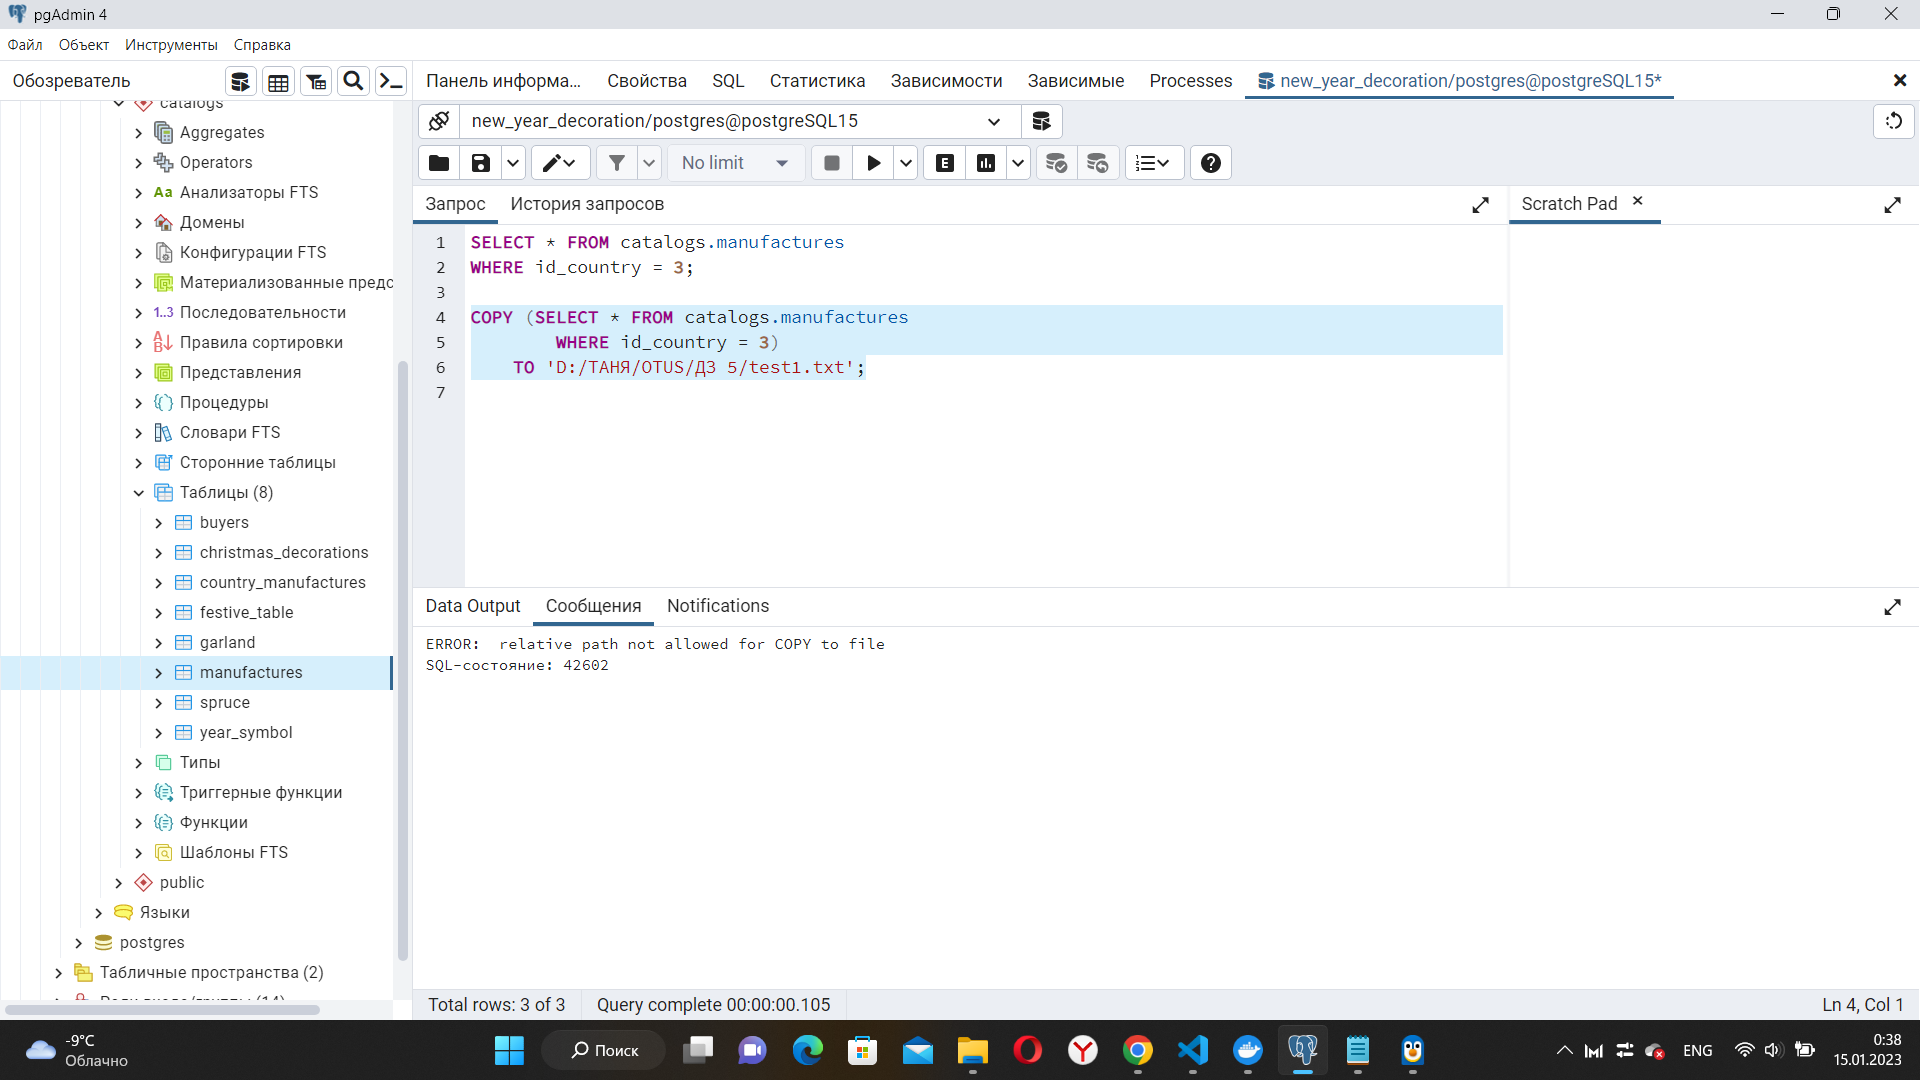 pgAdmin 4
Файл Объект Инструменты Справка
Обозреватель
Панель информа... Свойства SQL Статистика Зависимости Зависимые Processes new_year_decoration/postgres@postgreSQL15*
catalogs
Aggregates
Operators
Анализаторы FTS
Домены
Конфигурации FTS
Материализованные предс
1..3 Последовательности
Правила сортировки
Представления
Процедуры
Словари FTS
Сторонние таблицы
Таблицы (8)
buyers
christmas_decorations
country_manufactures
festive_table
garland
manufactures
spruce
year_symbol
Типы
Триггерные функции
Функции
Шаблоны FTS
public
Языки
postgres
Табличные пространства (2)
new_year_decoration/postgres@postgreSQL15
No limit
Запрос История запросов
Scratch Pad
1 SELECT * FROM catalogs.manufactures
2 WHERE id_country = 3;
3
4 COPY (SELECT * FROM catalogs.manufactures
5 WHERE id_country = 3)
6 TO 'D:/ТАНЯ/OTUS/ДЗ 5/test1.txt';
7
Data Output Сообщения Notifications
ERROR: relative path not allowed for COPY to file
SQL-состояние: 42602
Total rows: 3 of 3 Query complete 00:00:00.105 Ln 4, Col 1
-9°C
Облачно
Поиск
ENG
0:38
15.01.2023